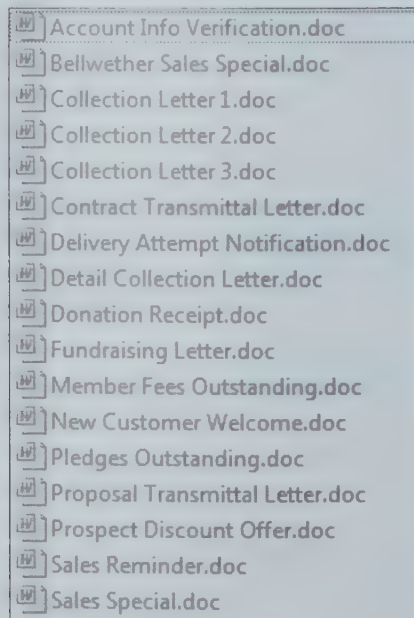 Account Info Verification.doc
Bellwether Sales Special.doc
Collection Letter 1.doc
Collection Letter 2.doc
Collection Letter 3.doc
Contract Transmittal Letter.doc
Delivery Attempt Notification.doc
Detail Collection Letter.doc
Donation Receipt.doc
Fundraising Letter.doc
Member Fees Outstanding.doc
New Customer Welcome.doc
Pledges Outstanding.doc
Proposal Transmittal Letter.doc
Prospect Discount Offer.doc
Sales Reminder.doc
Sales Special.doc